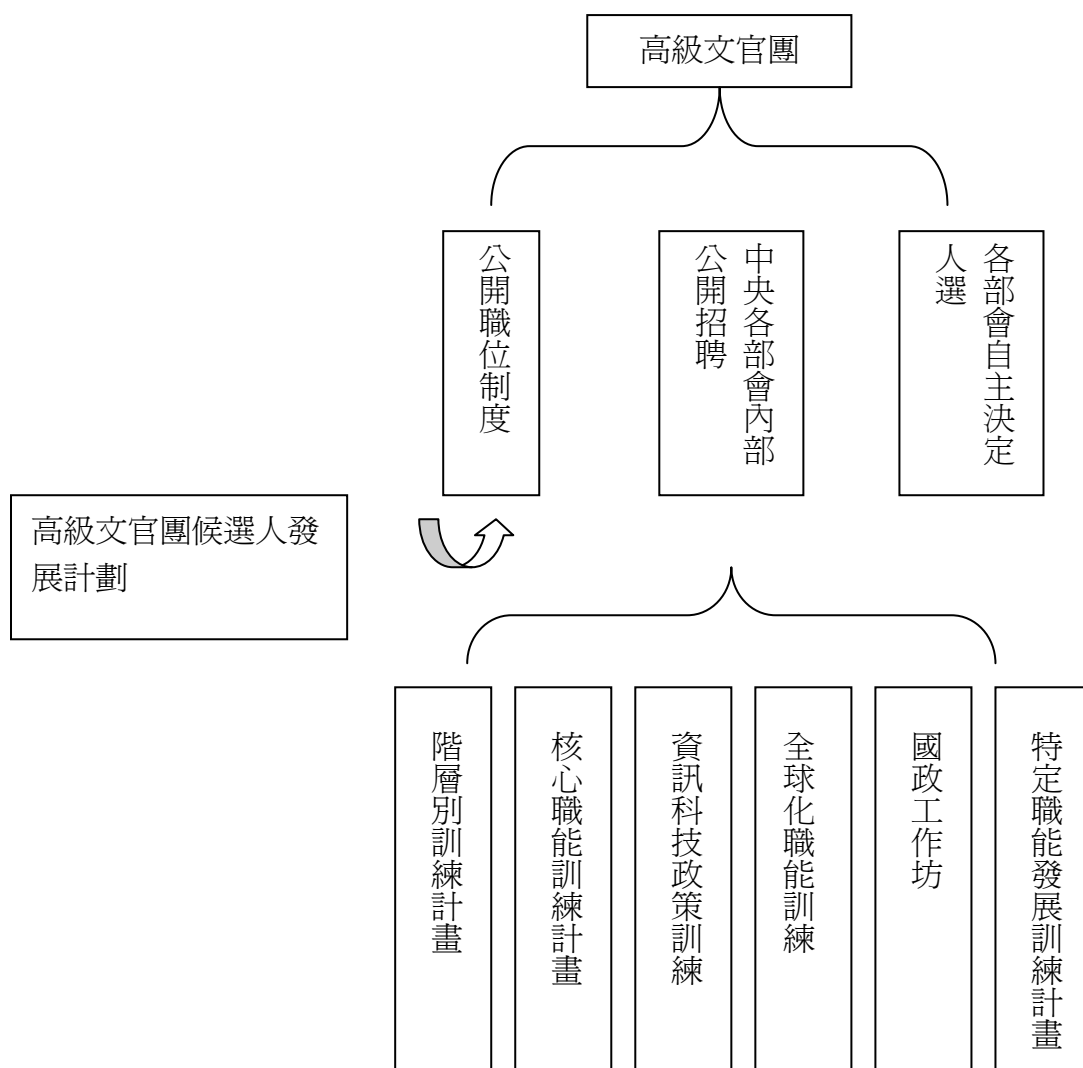 高級文官團
公開職位制度
中央各部會內部
公開招聘
各部會自主決定
人選
高級文官團候選人發
展計劃
階層別訓練計畫
核心職能訓練計畫
資訊科技政策訓練
全球化職能訓練
國政工作坊
特定職能發展訓練計畫